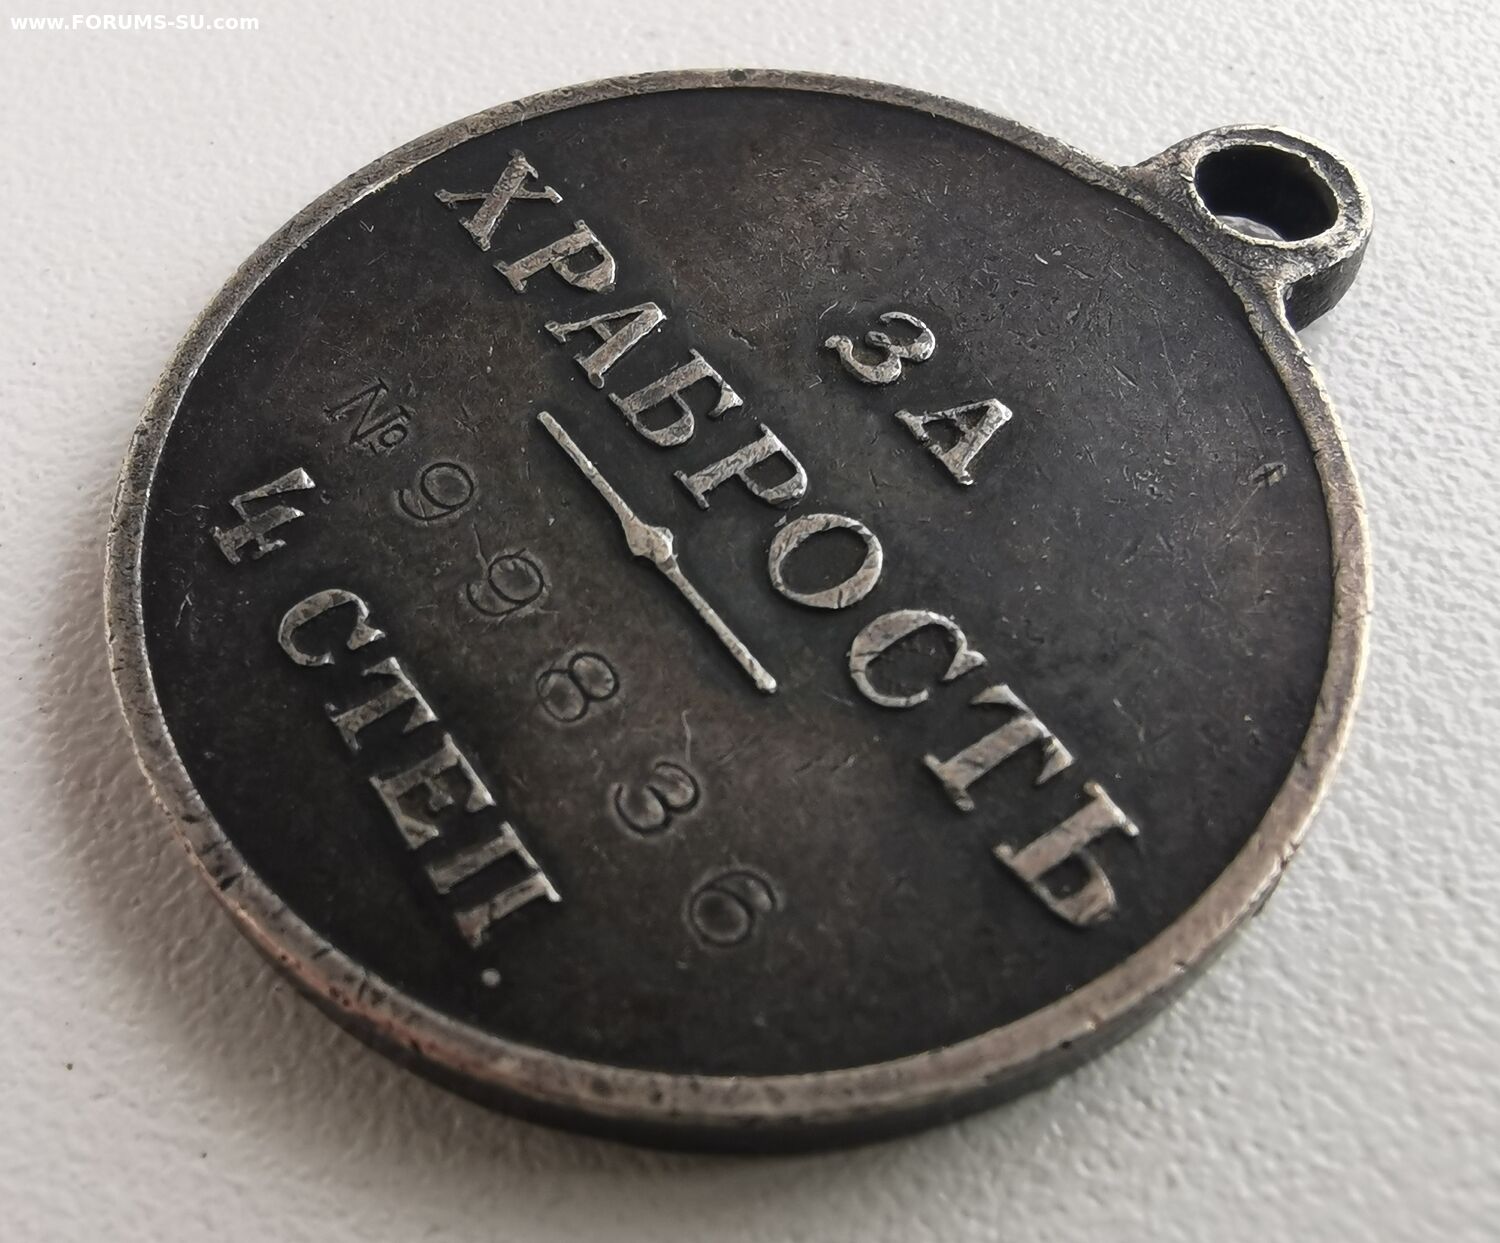 www.FORUMS-SU.com
ЗА
ХРАБРОСТЬ
№ 99836
4 СТЕП.